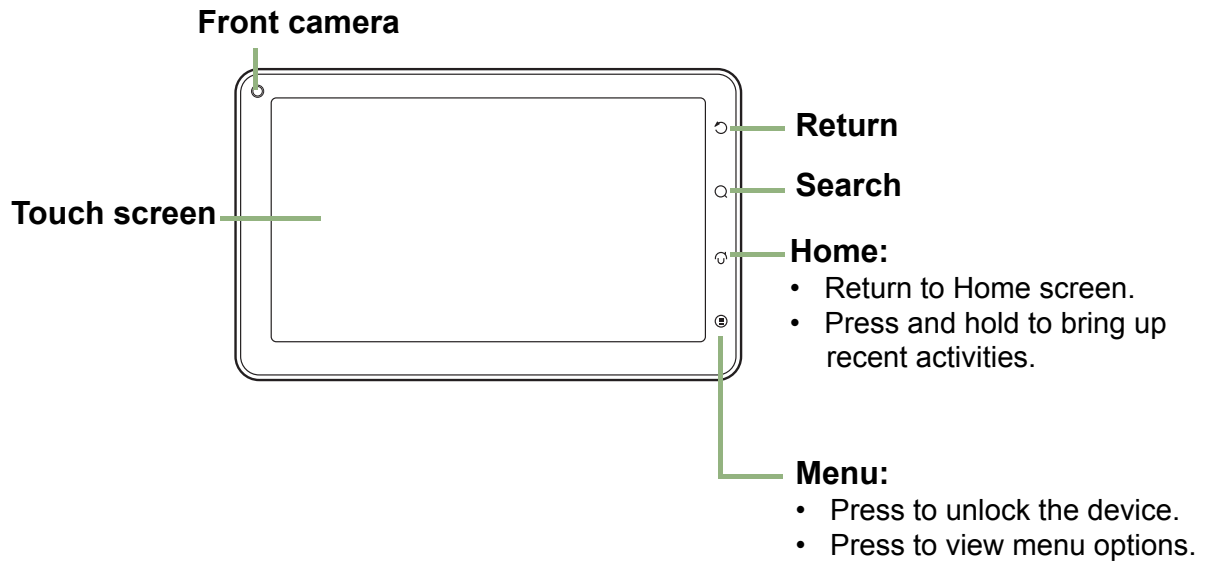 Front camera
Return
Search
Touch screen
Home:
• Return to Home screen.
• Press and hold to bring up
recent activities.
Menu:
• Press to unlock the device.
• Press to view menu options.